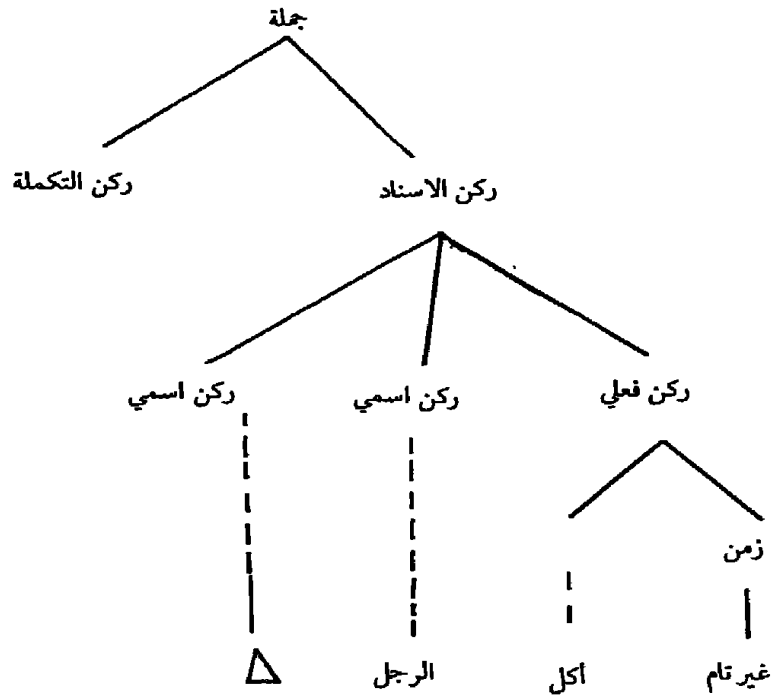 جملة
ركن الاسناد ركن التكملة
ركن فعلي ركن اسمي ركن اسمي
زمن
غير تام أكل الرجل